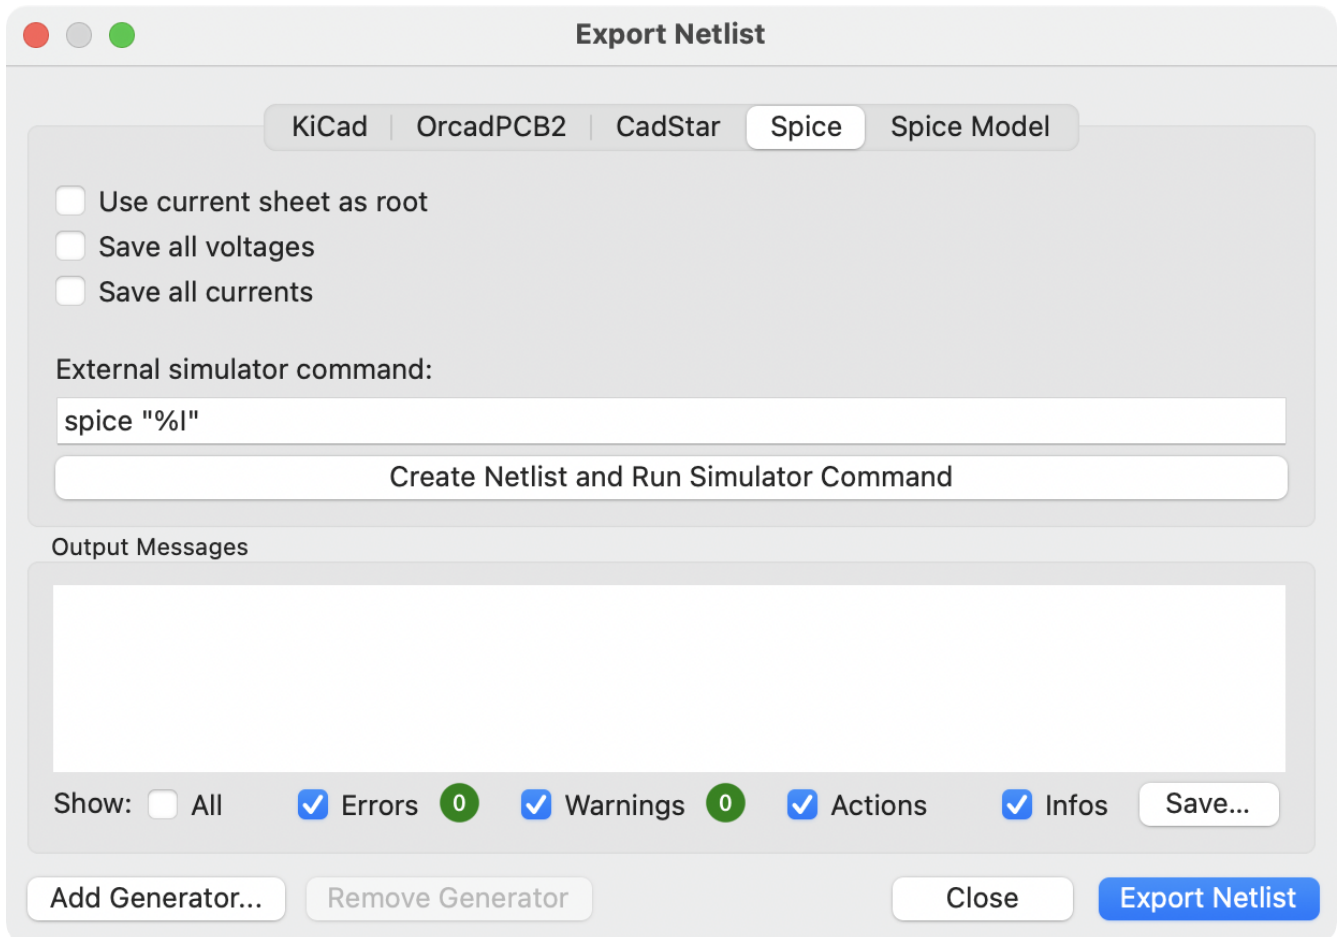 Export Netlist
KiCad OrcadPCB2 CadStar Spice Spice Model
Use current sheet as root
Save all voltages
Save all currents
External simulator command:
spice "%I"
Create Netlist and Run Simulator Command
Output Messages
Show: All Errors 0 Warnings 0 Actions Infos Save...
Add Generator... Remove Generator Close Export Netlist